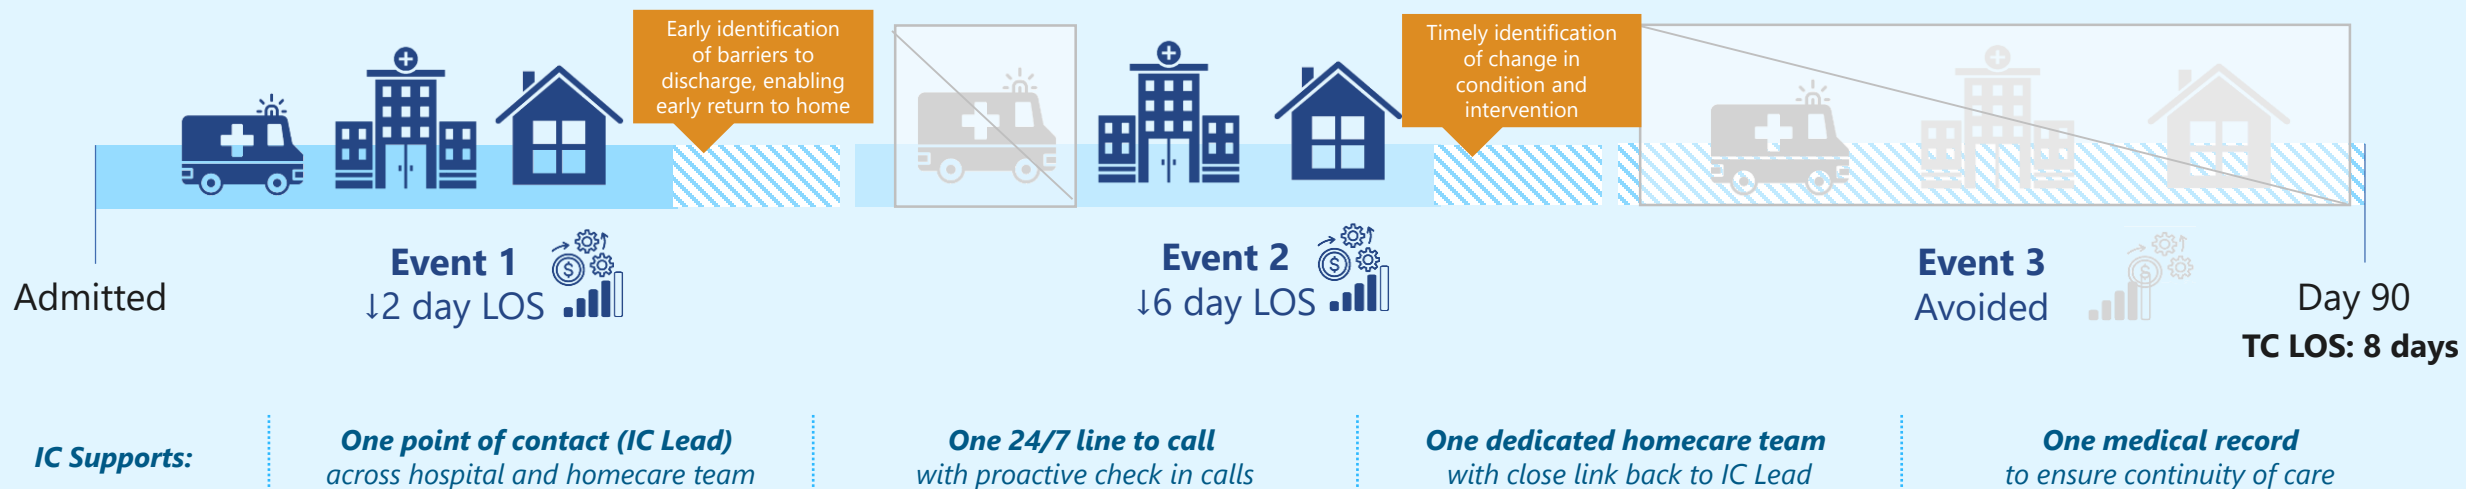 Early identification
of barriers to
discharge, enabling
early return to home
Timely identification
of change in
condition and
intervention
Admitted
Event 1
↓2 day LOS
$
Event 2
↓6 day LOS
$
Event 3
Avoided
$
Day 90
TC LOS: 8 days
IC Supports:
One point of contact (IC Lead)
across hospital and homecare team
One 24/7 line to call
with proactive check in calls
One dedicated homecare team
with close link back to IC Lead
One medical record
to ensure continuity of care